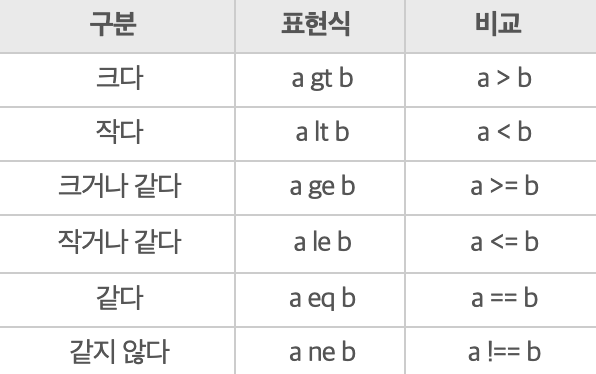 구분 표현식 비교
크다 a gt b a > b
작다 a lt b a < b
크거나 같다 a ge b a >= b
작거나 같다 a le b a <= b
같다 a eq b a == b
같지 않다 a ne b a !== b